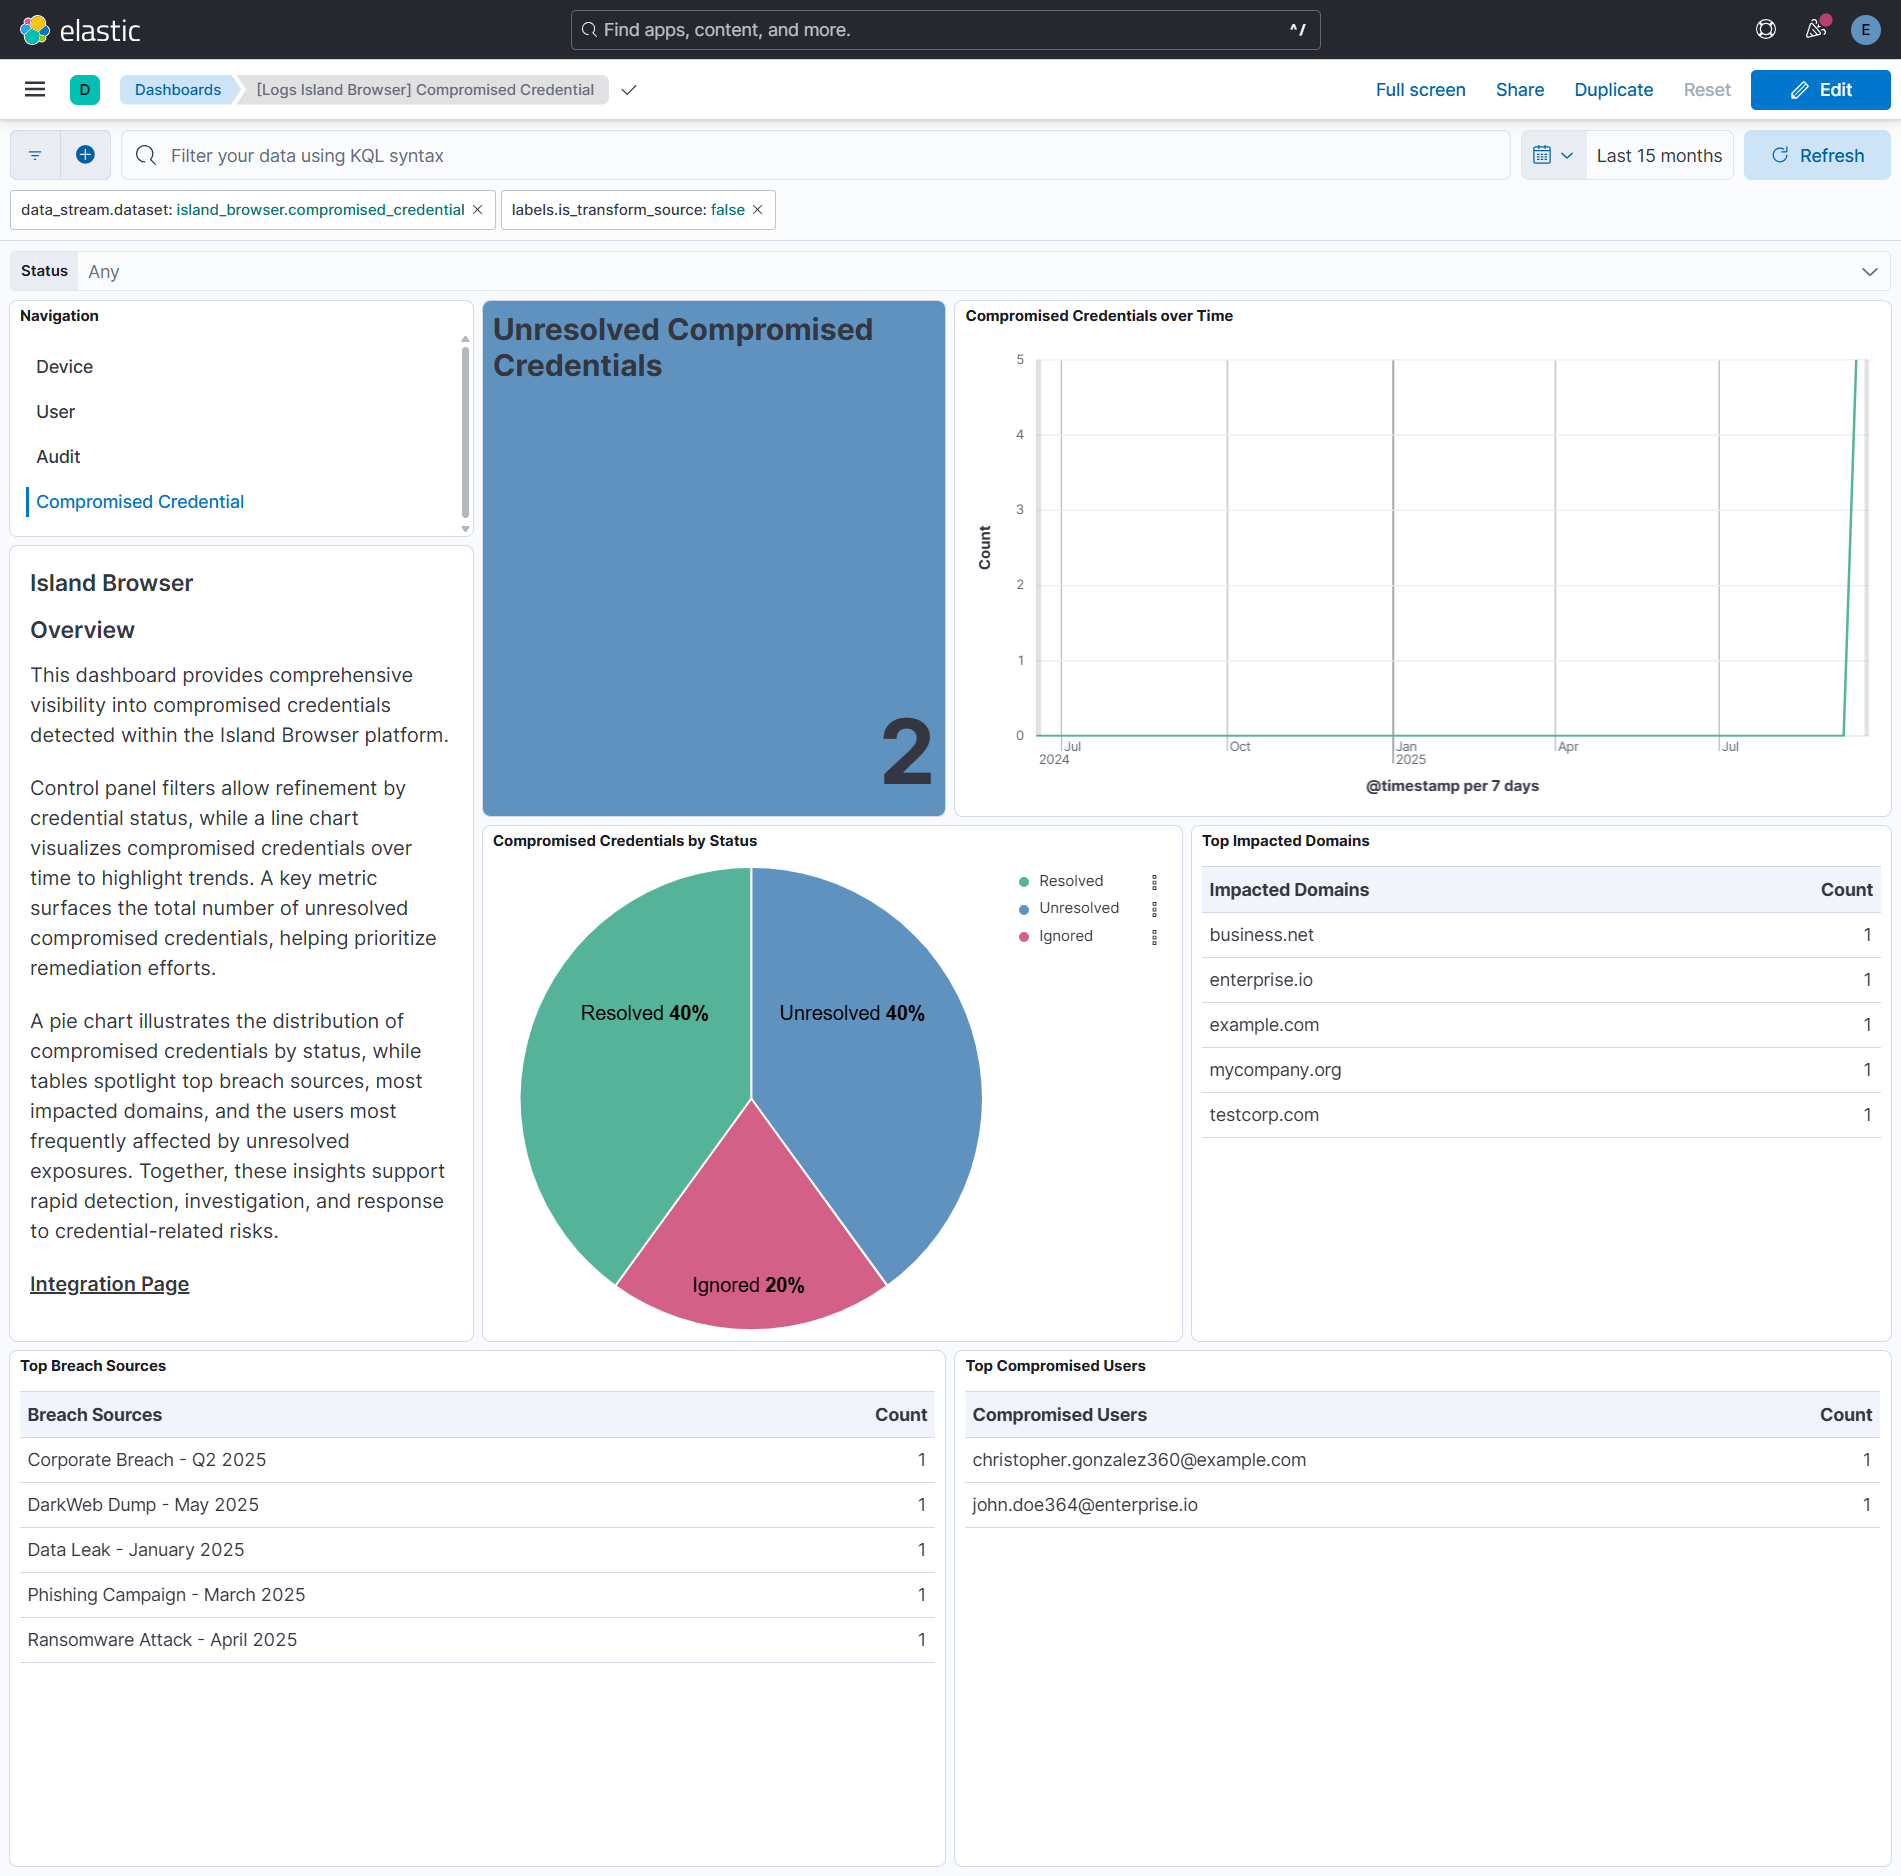 elastic
Find apps, content, and more.
^/
E
D
Dashboards
[Logs Island Browser] Compromised Credential
Full screen
Share
Duplicate
Reset
Edit
Filter your data using KQL syntax
Last 15 months
Refresh
data_stream.dataset: island_browser.compromised_credential
labels.is_transform_source: false
Status
Any
Navigation
Device
User
Audit
Compromised Credential
Island Browser
Overview
This dashboard provides comprehensive
visibility into compromised credentials
detected within the Island Browser platform.
Control panel filters allow refinement by
credential status, while a line chart
visualizes compromised credentials over
time to highlight trends. A key metric
surfaces the total number of unresolved
compromised credentials, helping prioritize
remediation efforts.
A pie chart illustrates the distribution of
compromised credentials by status, while
tables spotlight top breach sources, most
impacted domains, and the users most
frequently affected by unresolved
exposures. Together, these insights support
rapid detection, investigation, and response
to credential-related risks.
Integration Page
Unresolved Compromised
Credentials
2
Compromised Credentials over Time
5
4
3
2
1
0
Count
Jul
2024
Oct
Jan
2025
Apr
Jul
@timestamp per 7 days
Compromised Credentials by Status
Resolved 40%
Unresolved 40%
Ignored 20%
Resolved
Unresolved
Ignored
Top Impacted Domains
Impacted Domains Count
business.net 1
enterprise.io 1
example.com 1
mycompany.org 1
testcorp.com 1
Top Breach Sources
Breach Sources Count
Corporate Breach - Q2 2025 1
DarkWeb Dump - May 2025 1
Data Leak - January 2025 1
Phishing Campaign - March 2025 1
Ransomware Attack - April 2025 1
Top Compromised Users
Compromised Users Count
christopher.gonzalez360@example.com 1
john.doe364@enterprise.io 1